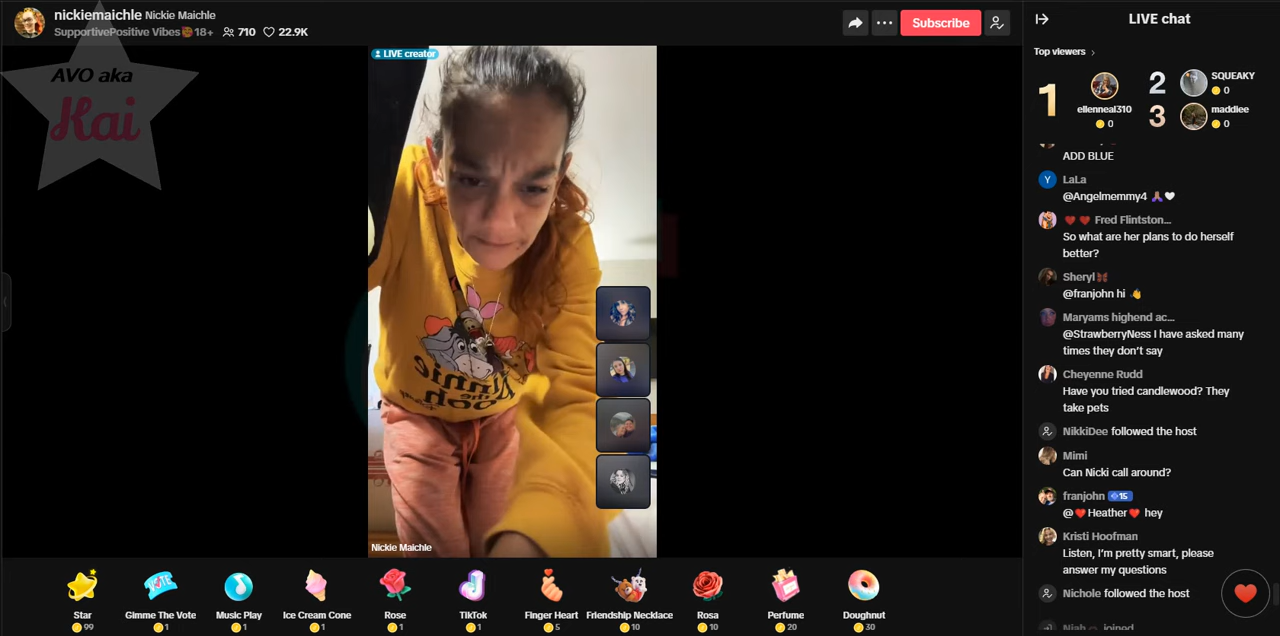 nickiemaichle Nickie Maichle
SupportivePositive Vibes 18+ 710 22.9K
Subscribe
AVO aka
Kai
LIVE creator
Nickie Maichle
Star
99
Gimme The Vote
1
Music Play
1
Ice Cream Cone
1
Rose
1
TikTok
1
Finger Heart
5
Friendship Necklace
10
Rosa
10
Perfume
20
Doughnut
30
LIVE chat
Top viewers
1
ellenneal310
0
2
SQUEAKY
0
3
maddlee
0
ADD BLUE
Y LaLa
@Angelmemmy4 🙏🏽🤍
❤️ ❤️ Fred Flintston...
So what are her plans to do herself
better?
Sheryl
@franjohn hi 👋
Maryams highend ac...
@StrawberryNess I have asked many
times they don't say
Cheyenne Rudd
Have you tried candlewood? They
take pets
NikkiDee followed the host
Mimi
Can Nicki call around?
franjohn 15
@❤️Heather❤️ hey
Kristi Hoofman
Listen, I'm pretty smart, please
answer my questions
Nichole followed the host
joined